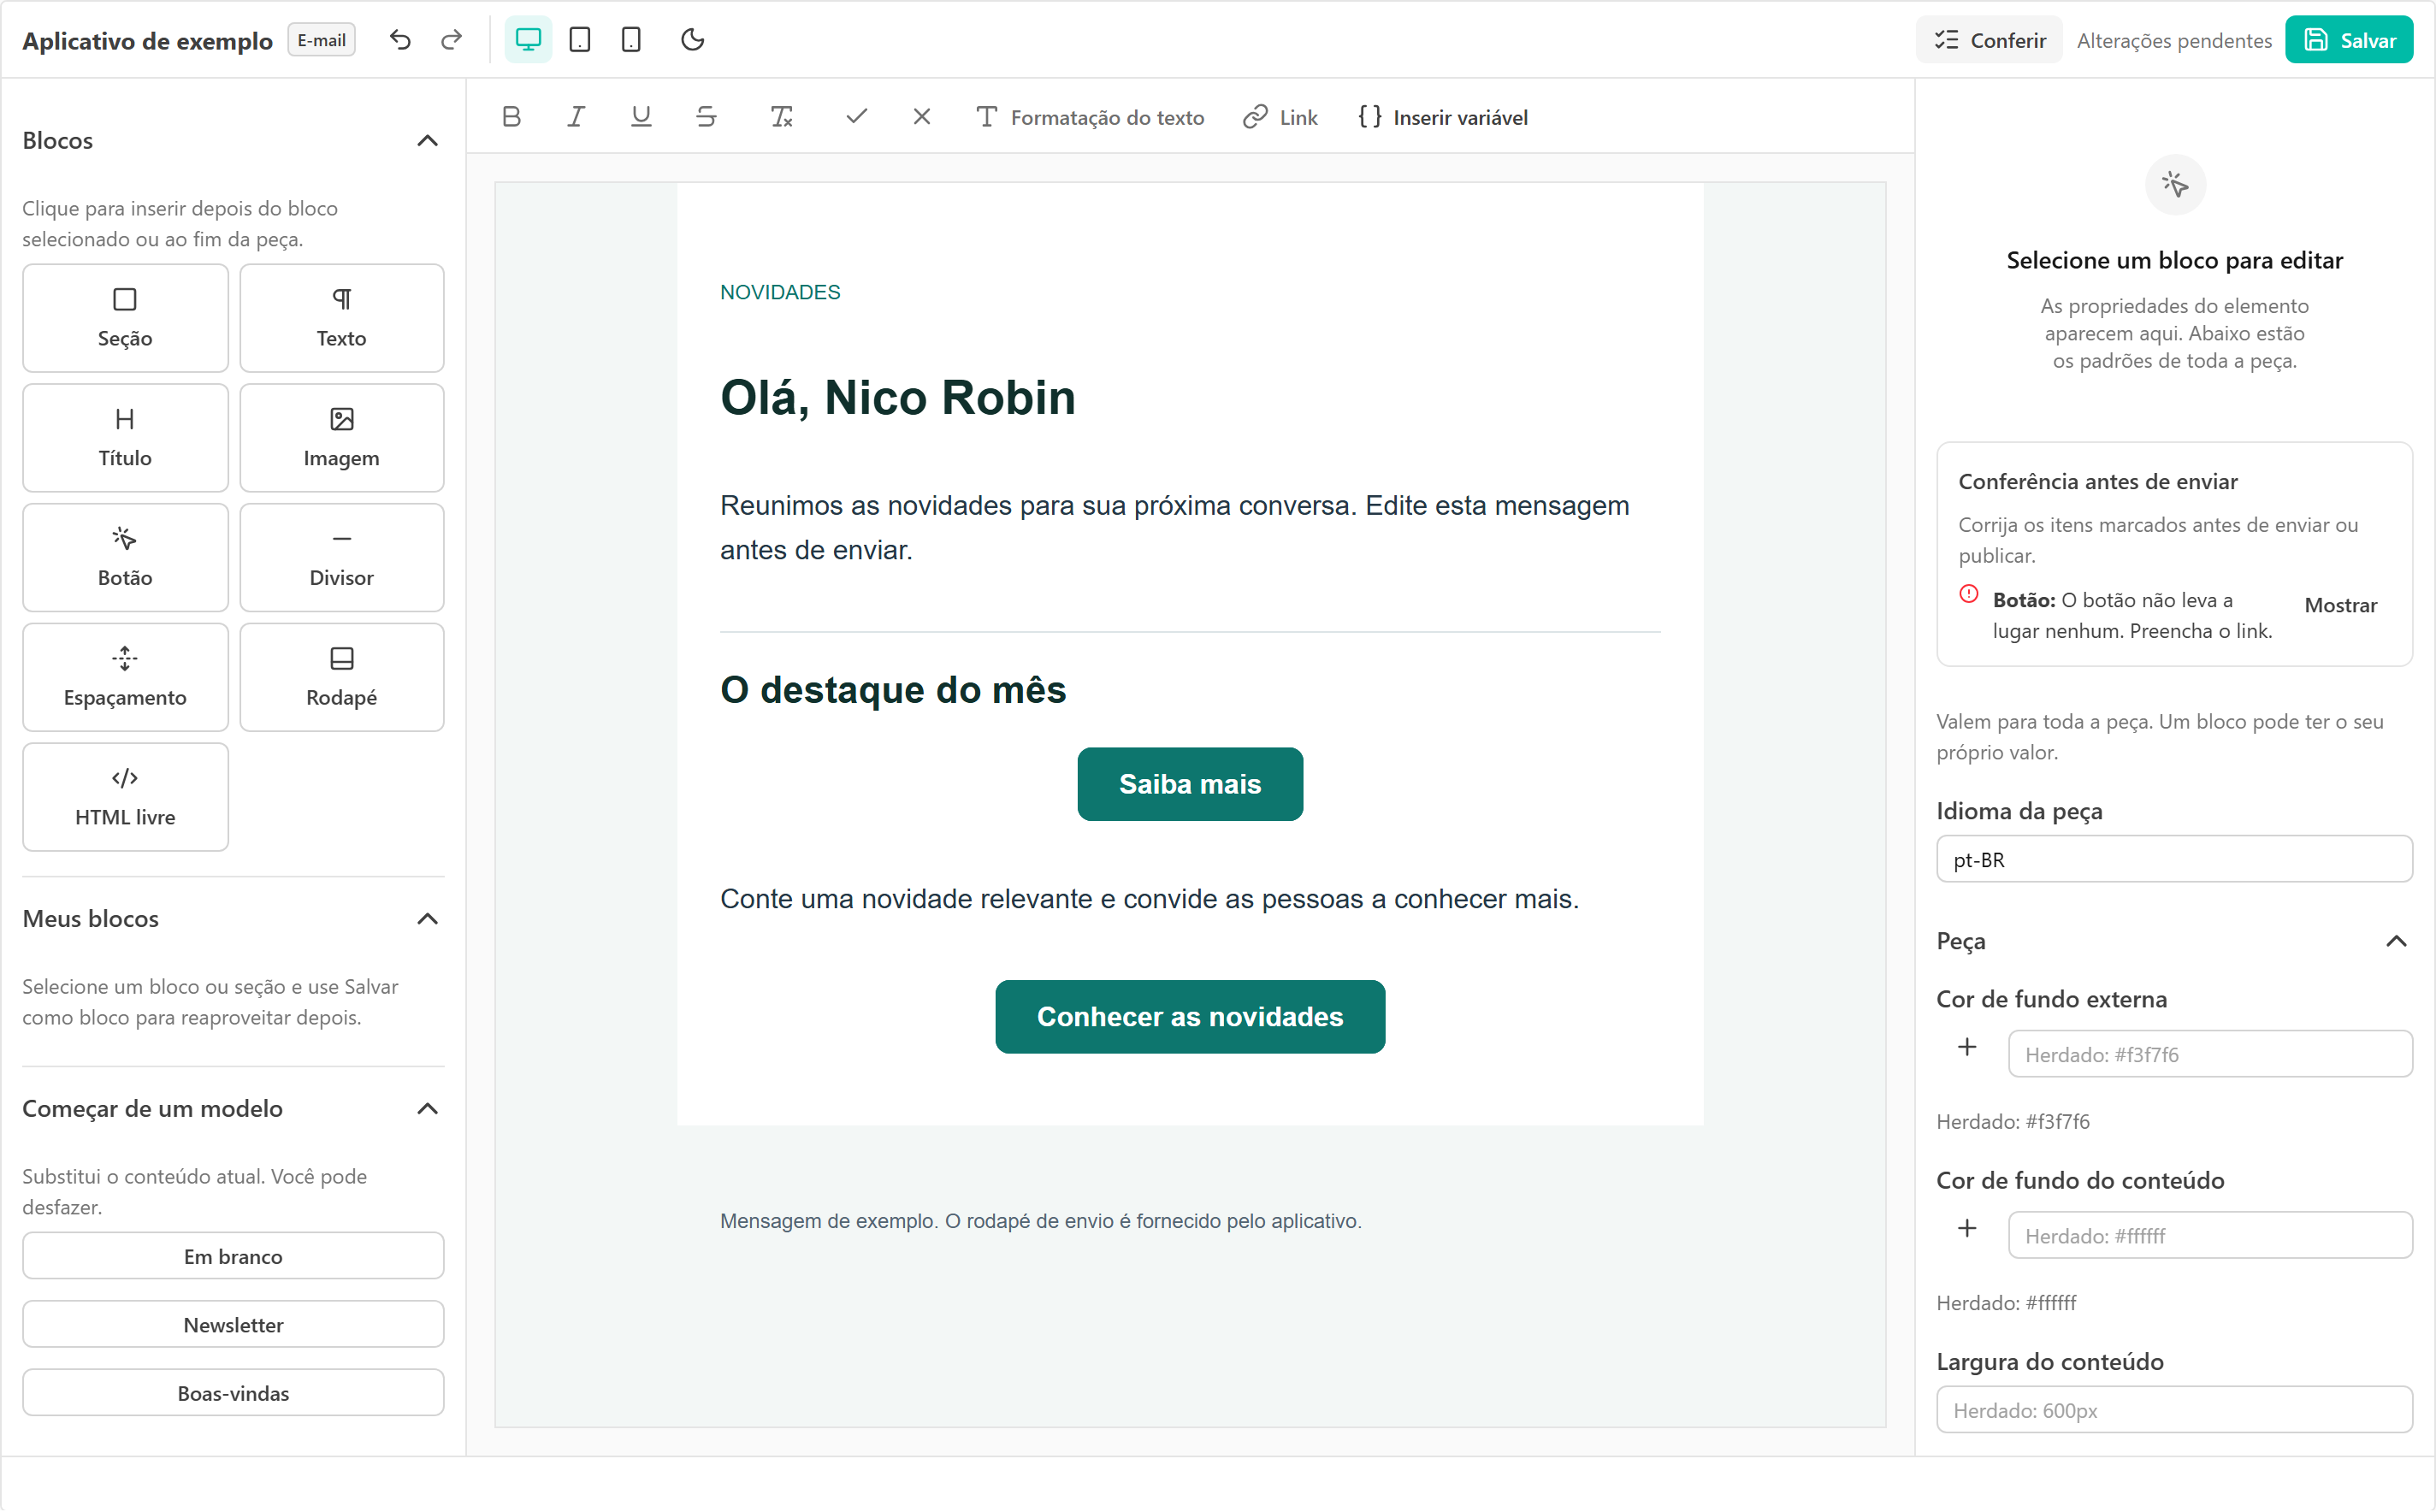 Aplicativo de exemplo
E-mail
Conferir
Alterações pendentes
Salvar
Blocos
Clique para inserir depois do bloco
selecionado ou ao fim da peça.
Seção
Texto
Título
Imagem
Botão
Divisor
Espaçamento
Rodapé
HTML livre
Meus blocos
Selecione um bloco ou seção e use Salvar
como bloco para reaproveitar depois.
Começar de um modelo
Substitui o conteúdo atual. Você pode
desfazer.
Em branco
Newsletter
Boas-vindas
Formatação do texto
Link
Inserir variável
NOVIDADES
Olá, Nico Robin
Reunimos as novidades para sua próxima conversa. Edite esta mensagem
antes de enviar.
O destaque do mês
Saiba mais
Conte uma novidade relevante e convide as pessoas a conhecer mais.
Conhecer as novidades
Mensagem de exemplo. O rodapé de envio é fornecido pelo aplicativo.
Selecione um bloco para editar
As propriedades do elemento
aparecem aqui. Abaixo estão
os padrões de toda a peça.
Conferência antes de enviar
Corrija os itens marcados antes de enviar ou
publicar.
Botão: O botão não leva a
lugar nenhum. Preencha o link.
Mostrar
Valem para toda a peça. Um bloco pode ter o seu
próprio valor.
Idioma da peça
pt-BR
Peça
Cor de fundo externa
Herdado: #f3f7f6
Herdado: #f3f7f6
Cor de fundo do conteúdo
Herdado: #ffffff
Herdado: #ffffff
Largura do conteúdo
Herdado: 600px